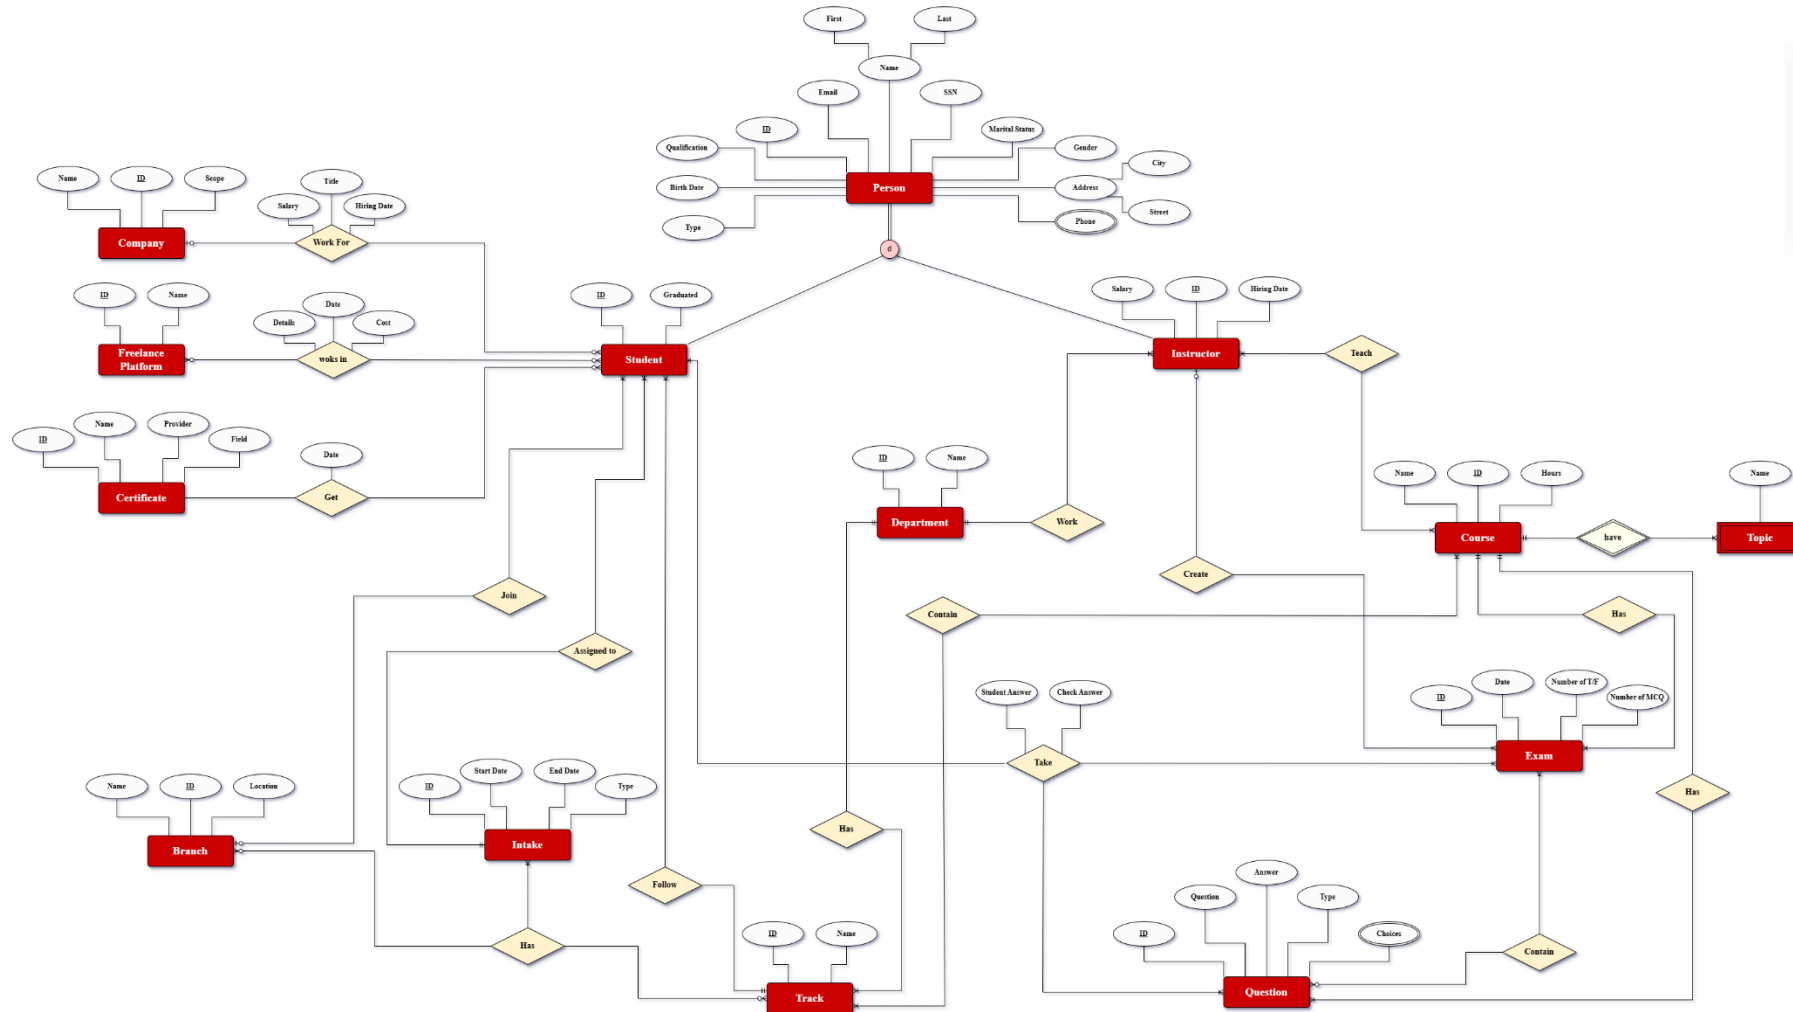 First
Last
Name
Email
SSN
ID
Marital Status
Qualification
Gender
City
Birth Date
Person
Address
Street
Type
Phone
d
Name
ID
Scope
Title
Salary
Hiring Date
Company
Work For
ID
Name
Date
Details
Cost
Freelance
Platform
woks in
ID
Graduated
Student
Salary
ID
Hiring Date
Instructor
Teach
ID
Name
Provider
Field
Date
Certificate
Get
ID
Name
Department
Work
Name
ID
Hours
Name
Course
have
Topic
Join
Create
Contain
Has
Assigned to
Student Answer
Check Answer
Take
ID
Date
Number of T/F
Number of MCQ
Exam
Has
Name
ID
Location
Branch
ID
Start Date
End Date
Type
Intake
Has
Follow
Has
ID
Name
Track
Answer
Question
Type
ID
Choices
Question
Contain